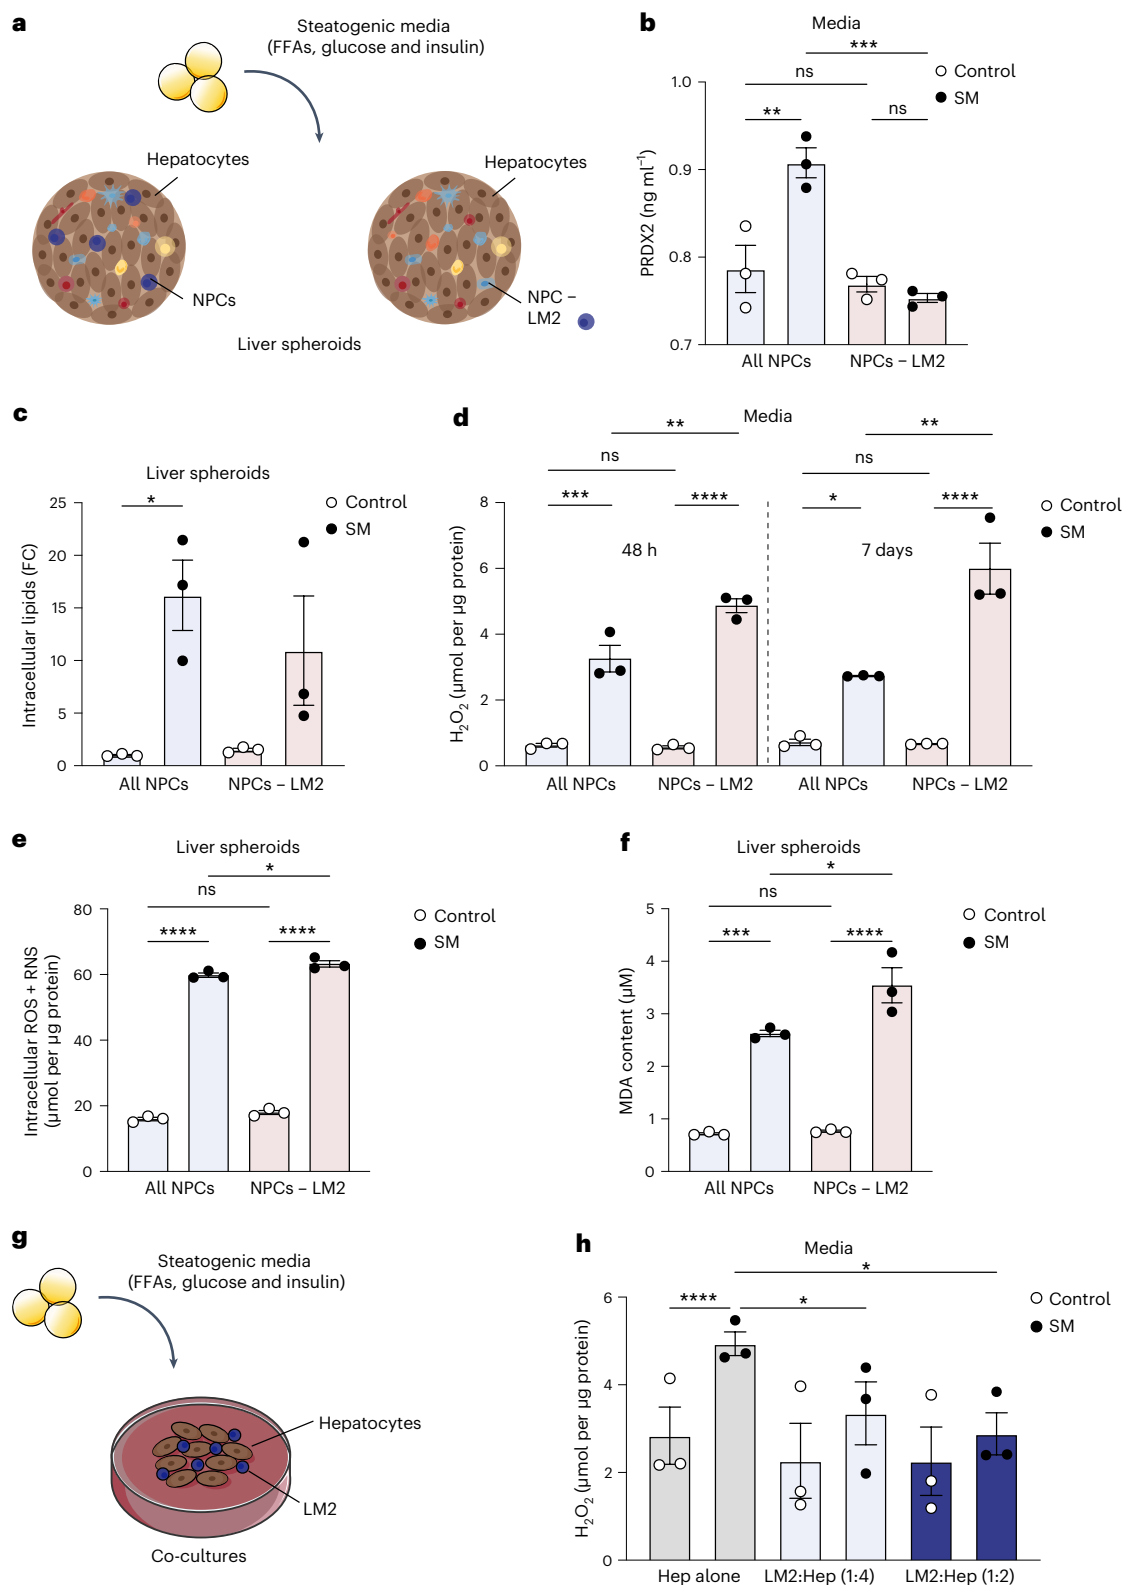 a
Steatogenic media
(FFAs, glucose and insulin)
Hepatocytes
Hepatocytes
NPCs
NPC –
LM2
Liver spheroids
b
Media
***
ns
**
ns
Control
SM
PRDX2 (ng ml⁻¹)
1.0
0.9
0.8
0.7
All NPCs
NPCs – LM2
c
Liver spheroids
*
Control
SM
Intracellular lipids (FC)
25
20
15
10
5
0
All NPCs
NPCs – LM2
d
Media
**
**
ns
ns
***
****
*
****
Control
SM
48 h
7 days
H₂O₂ (µmol per µg protein)
8
6
4
2
0
All NPCs
NPCs – LM2
All NPCs
NPCs – LM2
e
Liver spheroids
*
ns
****
****
Control
SM
Intracellular ROS + RNS
(µmol per µg protein)
80
60
40
20
0
All NPCs
NPCs – LM2
f
Liver spheroids
*
ns
***
****
Control
SM
MDA content (µM)
5
4
3
2
1
0
All NPCs
NPCs – LM2
g
Steatogenic media
(FFAs, glucose and insulin)
Hepatocytes
LM2
Co-cultures
h
Media
*
****
*
Control
SM
H₂O₂ (µmol per µg protein)
6
4
2
0
Hep alone
LM2:Hep (1:4)
LM2:Hep (1:2)